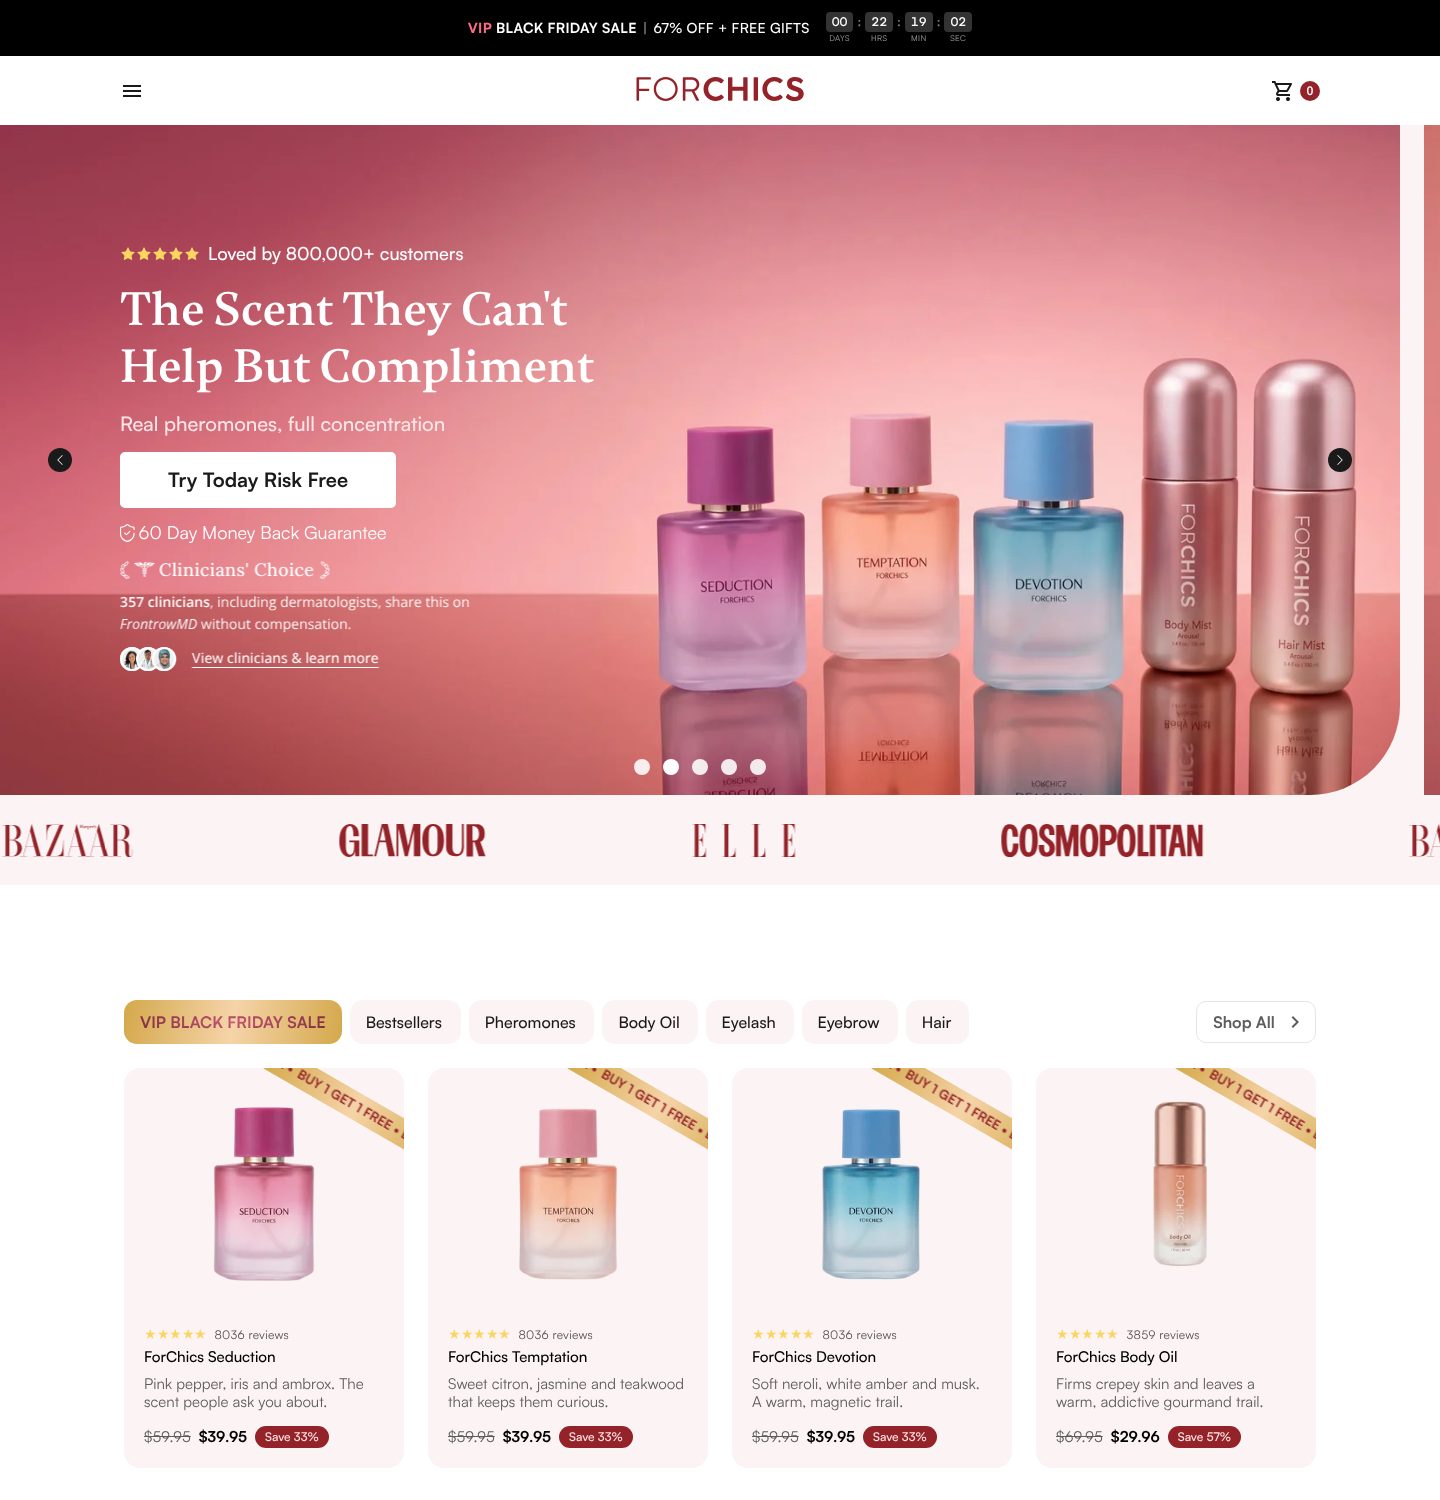 VIP BLACK FRIDAY SALE | 67% OFF + FREE GIFTS
00 : 22 : 19 : 02
DAYS HRS MIN SEC
FORCHICS
0
★★★★★ Loved by 800,000+ customers
The Scent They Can't
Help But Compliment
Real pheromones, full concentration
Try Today Risk Free
60 Day Money Back Guarantee
Clinicians' Choice
357 clinicians, including dermatologists, share this on
FrontrowMD without compensation.
View clinicians & learn more
SEDUCTION
FORCHICS
TEMPTATION
FORCHICS
DEVOTION
FORCHICS
FORCHICS
Body Mist
Arousal
FORCHICS
Hair Mist
Arousal
BAZAAR
GLAMOUR
ELLE
COSMOPOLITAN
BA
VIP BLACK FRIDAY SALE
Bestsellers
Pheromones
Body Oil
Eyelash
Eyebrow
Hair
Shop All
BUY 1 GET 1 FREE •
SEDUCTION
FORCHICS
★★★★★ 8036 reviews
ForChics Seduction
Pink pepper, iris and ambrox. The
scent people ask you about.
$59.95 $39.95 Save 33%
BUY 1 GET 1 FREE •
TEMPTATION
FORCHICS
★★★★★ 8036 reviews
ForChics Temptation
Sweet citron, jasmine and teakwood
that keeps them curious.
$59.95 $39.95 Save 33%
BUY 1 GET 1 FREE •
DEVOTION
FORCHICS
★★★★★ 8036 reviews
ForChics Devotion
Soft neroli, white amber and musk.
A warm, magnetic trail.
$59.95 $39.95 Save 33%
BUY 1 GET 1 FREE •
FORCHICS
Body Oil
★★★★★ 3859 reviews
ForChics Body Oil
Firms crepey skin and leaves a
warm, addictive gourmand trail.
$69.95 $29.96 Save 57%